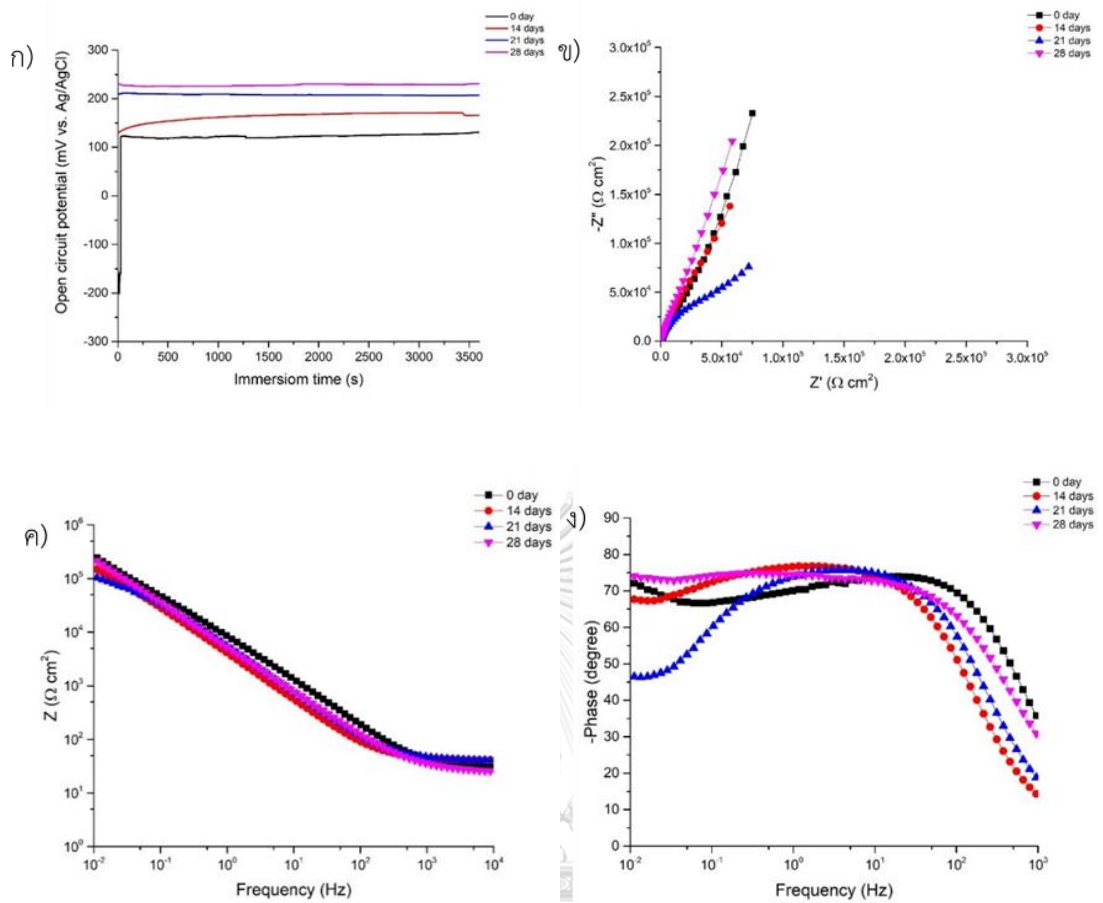 ก)
0 day
14 days
21 days
28 days
300
200
100
0
-100
-200
-300
Open circuit potential (mV vs. Ag/AgCl)
0 500 1000 1500 2000 2500 3000 3500
Immersiom time (s)
ข)
0 day
14 days
21 days
28 days
3.0x10⁵
2.5x10⁵
2.0x10⁵
1.5x10⁵
1.0x10⁵
5.0x10⁴
0.0
-Z" (Ω cm²)
0.0 5.0x10⁴ 1.0x10⁵ 1.5x10⁵ 2.0x10⁵ 2.5x10⁵ 3.0x10⁵
Z' (Ω cm²)
ค)
0 day
14 days
21 days
28 days
10⁶
10⁵
10⁴
10³
10²
10¹
10⁰
Z (Ω cm²)
10⁻² 10⁻¹ 10⁰ 10¹ 10² 10³ 10⁴
Frequency (Hz)
ง)
0 day
14 days
21 days
28 days
90
80
70
60
50
40
30
20
10
0
-Phase (degree)
10⁻² 10⁻¹ 10⁰ 10¹ 10² 10³
Frequency (Hz)